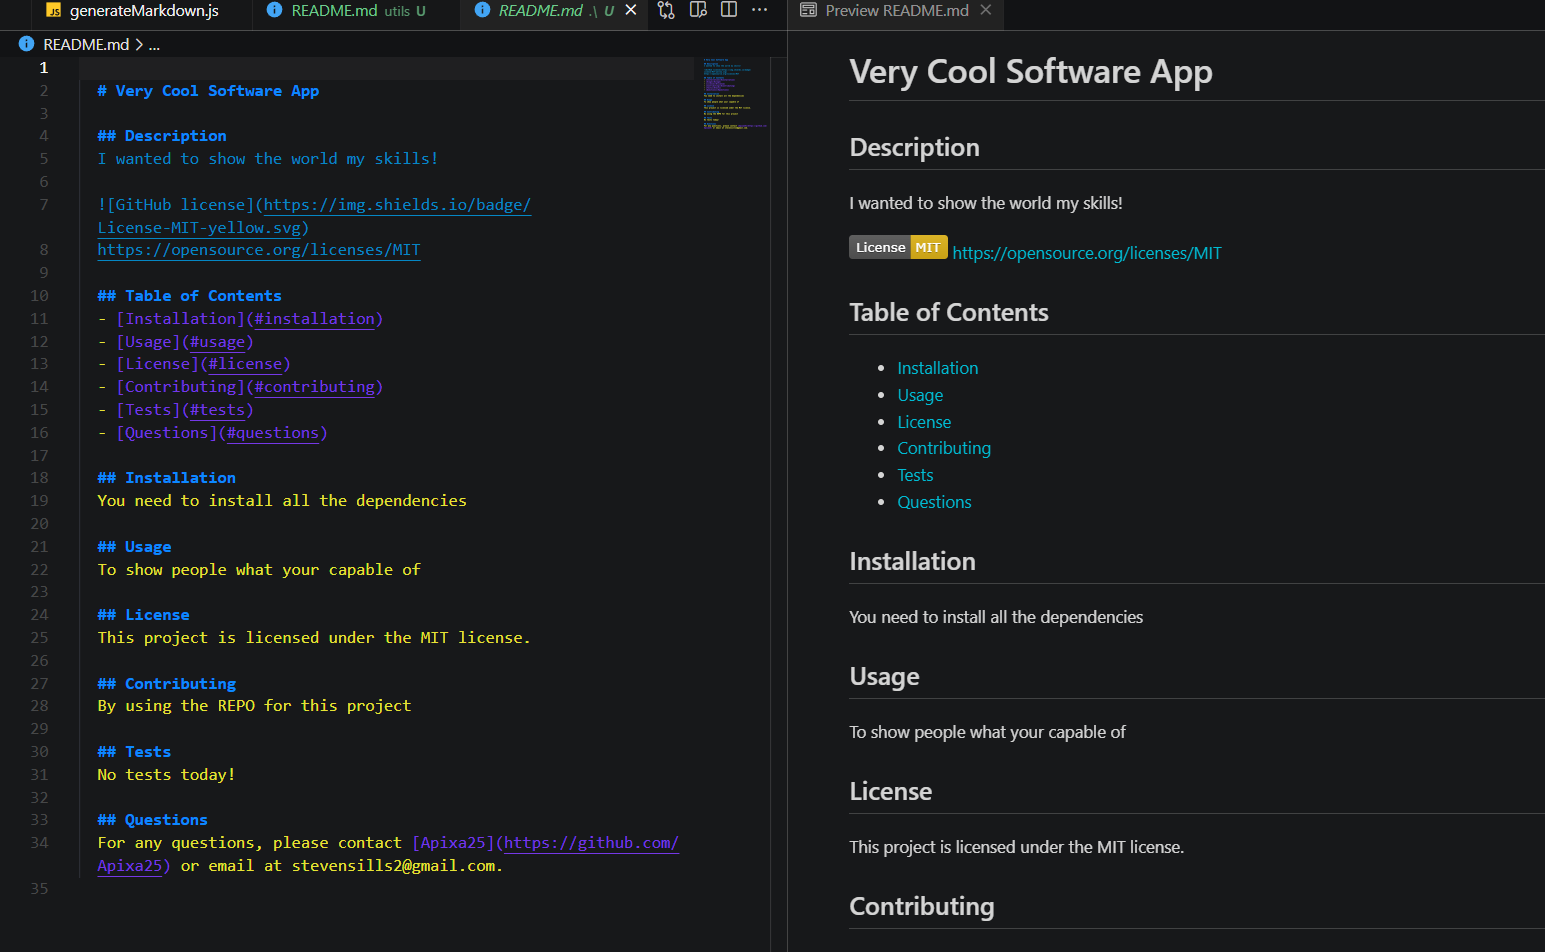 generateMarkdown.js
README.md utils U
README.md .\ U
Preview README.md
README.md > ...
1
2 # Very Cool Software App
3
4 ## Description
5 I wanted to show the world my skills!
6
7 ![GitHub license](https://img.shields.io/badge/
License-MIT-yellow.svg)
8 https://opensource.org/licenses/MIT
9
10 ## Table of Contents
11 - [Installation](#installation)
12 - [Usage](#usage)
13 - [License](#license)
14 - [Contributing](#contributing)
15 - [Tests](#tests)
16 - [Questions](#questions)
17
18 ## Installation
19 You need to install all the dependencies
20
21 ## Usage
22 To show people what your capable of
23
24 ## License
25 This project is licensed under the MIT license.
26
27 ## Contributing
28 By using the REPO for this project
29
30 ## Tests
31 No tests today!
32
33 ## Questions
34 For any questions, please contact [Apixa25](https://github.com/
Apixa25) or email at stevensills2@gmail.com.
35
Very Cool Software App
Description
I wanted to show the world my skills!
License MIT https://opensource.org/licenses/MIT
Table of Contents
• Installation
• Usage
• License
• Contributing
• Tests
• Questions
Installation
You need to install all the dependencies
Usage
To show people what your capable of
License
This project is licensed under the MIT license.
Contributing